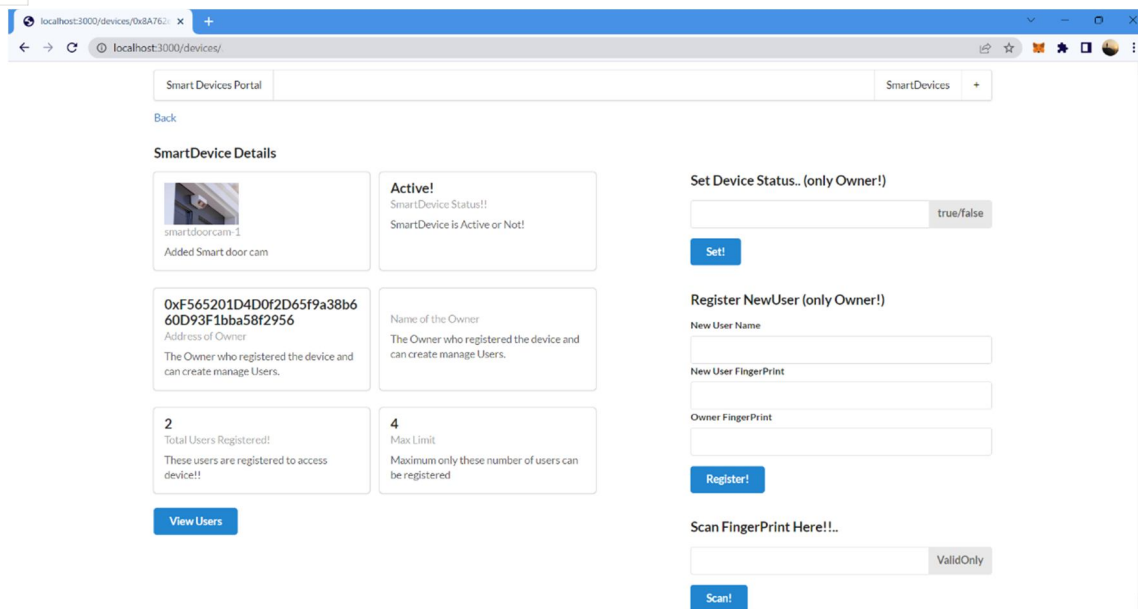 localhost:3000/devices/0x8A762
localhost:3000/devices/
Smart Devices Portal
SmartDevices +
Back
SmartDevice Details
smartdoorcam-1
Added Smart door cam
Active!
SmartDevice Status!!
SmartDevice is Active or Not!
0xF565201D4D0f2D65f9a38b6
60D93F1bba58f2956
Address of Owner
The Owner who registered the device and
can create manage Users.
Name of the Owner
The Owner who registered the device and
can create manage Users.
2
Total Users Registered!
These users are registered to access
device!!
4
Max Limit
Maximum only these number of users can
be registered
View Users
Set Device Status.. (only Owner!)
true/false
Set!
Register NewUser (only Owner!)
New User Name
New User FingerPrint
Owner FingerPrint
Register!
Scan FingerPrint Here!!..
ValidOnly
Scan!